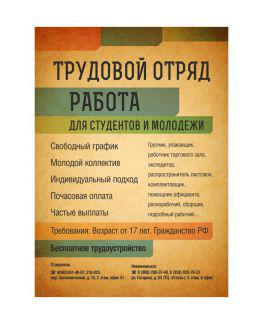 ТРУДОВОЙ ОТРЯД
РАБОТА
ДЛЯ СТУДЕНТОВ И МОЛОДЕЖИ
Свободный график
Молодой коллектив
Индивидуальный подход
Почасовая оплата
Частые выплаты
Грузчик, упаковщик,
работник торгового зала,
экспедитор,
распространитель листовок,
комплектовщик,
помощник официанта,
разнорабочий, сборщик,
подсобный рабочий...
Требования: Возраст от 17 лет. Гражданство РФ
Бесплатное трудоустройство
Ставрополь
Невинномысск